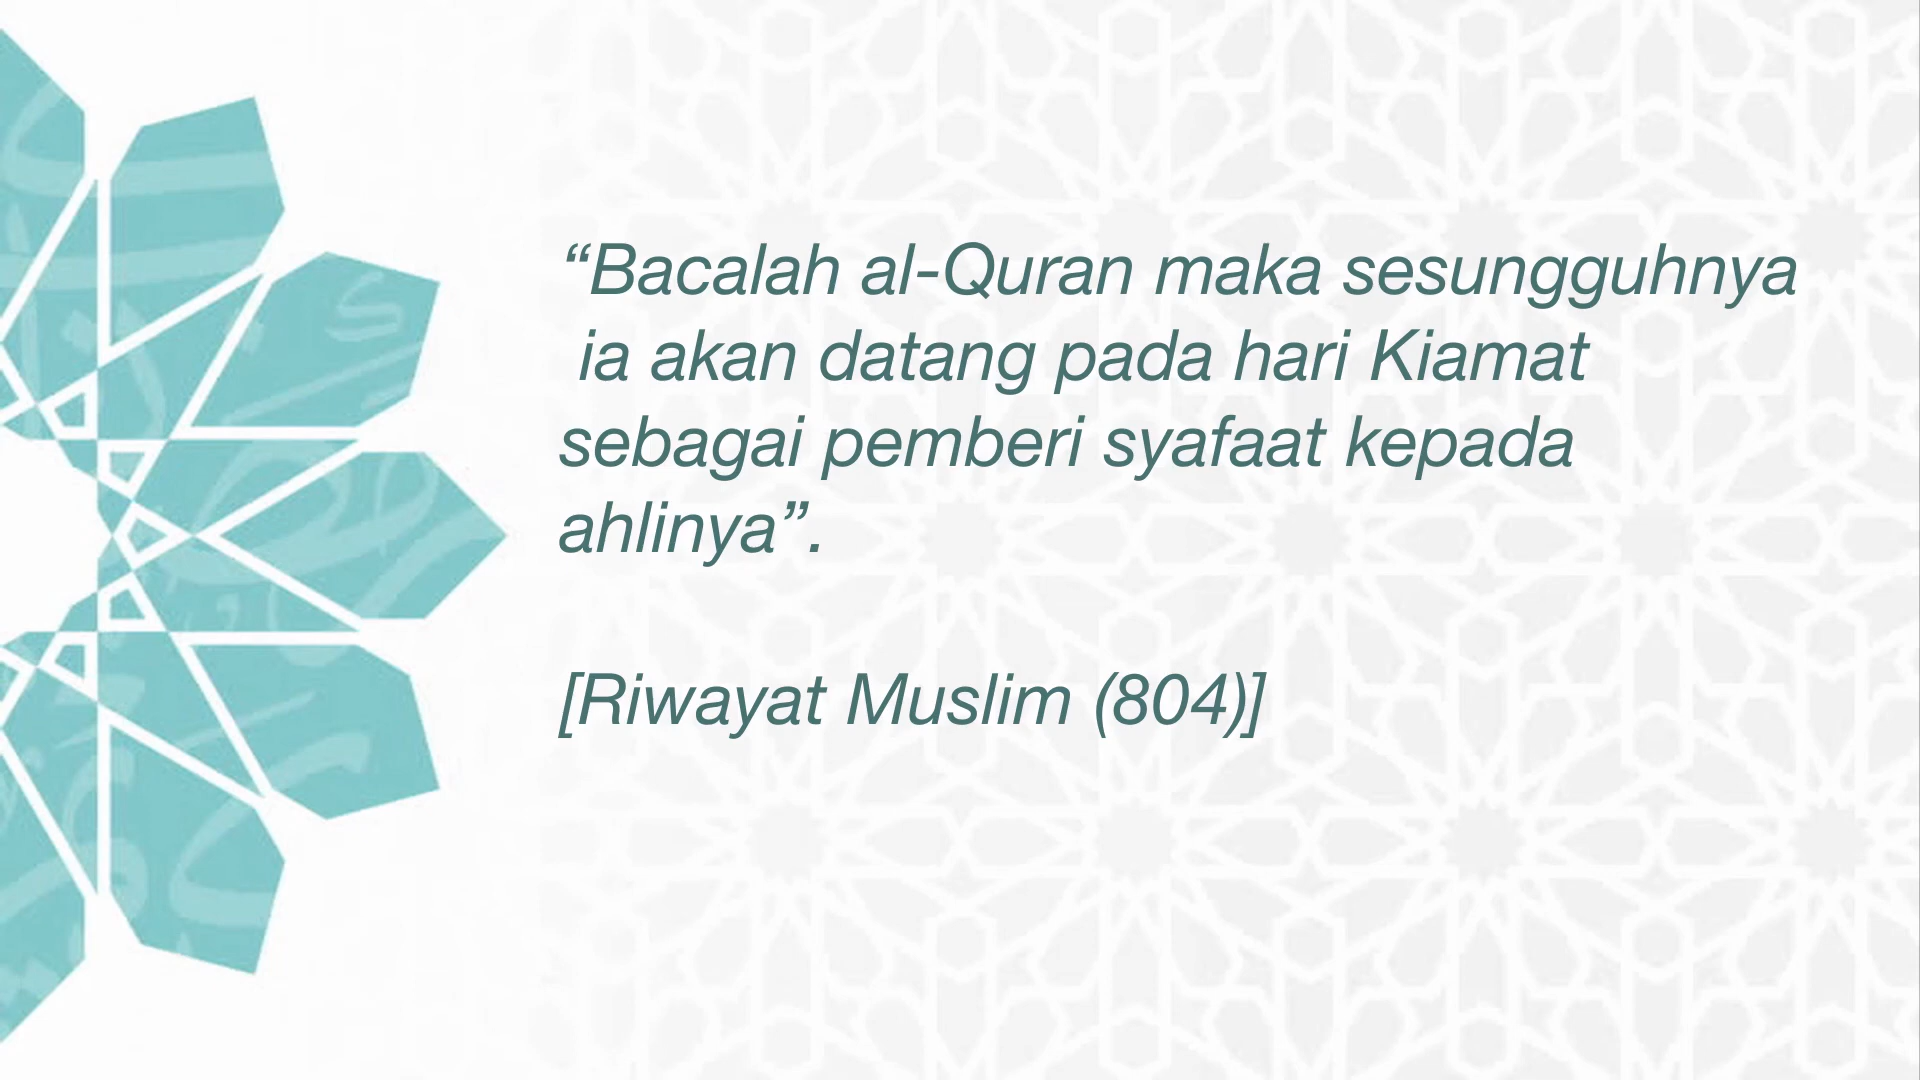 “Bacalah al-Quran maka sesungguhnya
ia akan datang pada hari Kiamat
sebagai pemberi syafaat kepada
ahlinya”.
[Riwayat Muslim (804)]